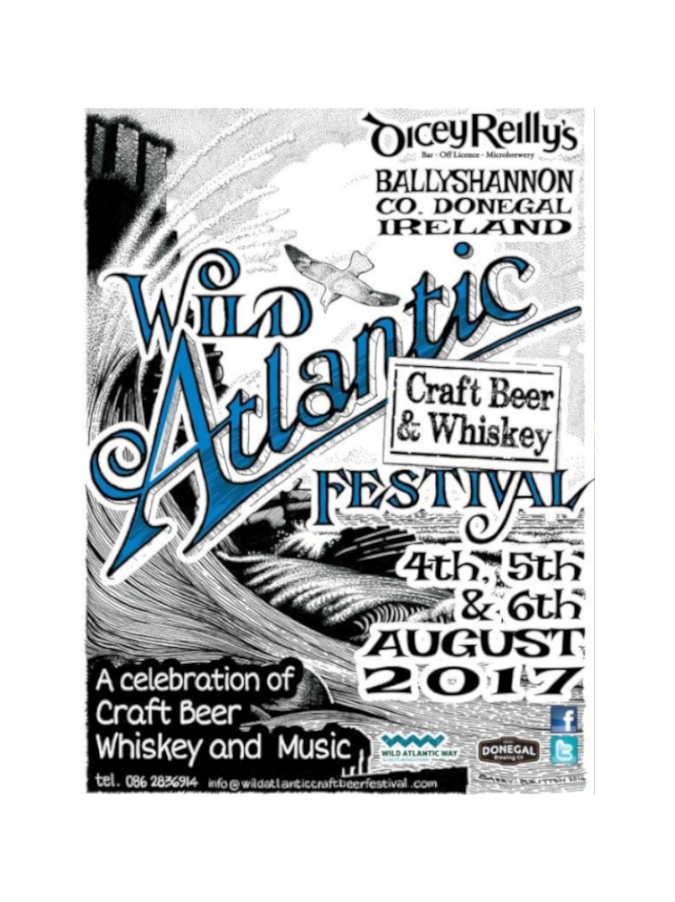 Dicey Reilly's
Bar - Off Licence - Microbrewery
BALLYSHANNON
CO. DONEGAL
IRELAND
WILD
Atlantic
Craft Beer
& Whiskey
FESTIVAL
4th, 5th
& 6th
AUGUST
2017
A celebration of
Craft Beer
Whiskey and Music
tel. 086 2836914 info@wildatlanticcraftbeerfestival.com
WILD ATLANTIC WAY
DONEGAL
Brewing Co
f